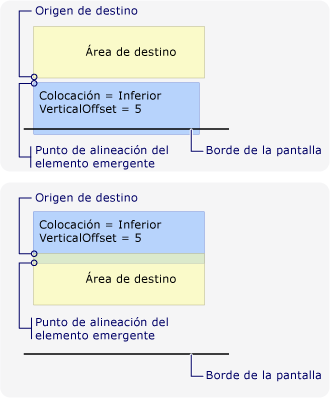 Origen de destino
Área de destino
Colocación = Inferior
VerticalOffset = 5
Punto de alineación del
elemento emergente
Borde de la pantalla
Origen de destino
Colocación = Inferior
VerticalOffset = 5
Área de destino
Punto de alineación del
elemento emergente
Borde de la pantalla